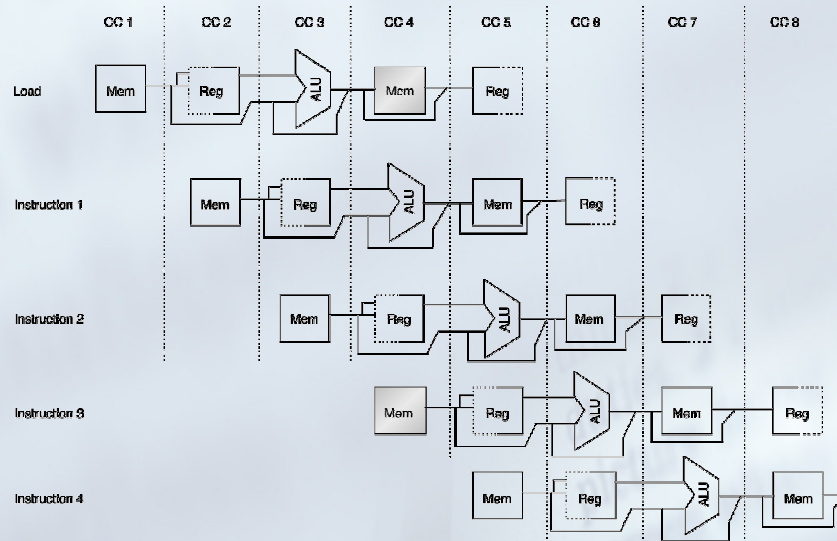 CC 1 CC 2 CC 3 CC 4 CC 5 CC 6 CC 7 CC 8
Load Mem Reg ALU Mem Reg
Instruction 1 Mem Reg ALU Mem Reg
Instruction 2 Mem Reg ALU Mem Reg
Instruction 3 Mem Reg ALU Mem Reg
Instruction 4 Mem Reg ALU Mem